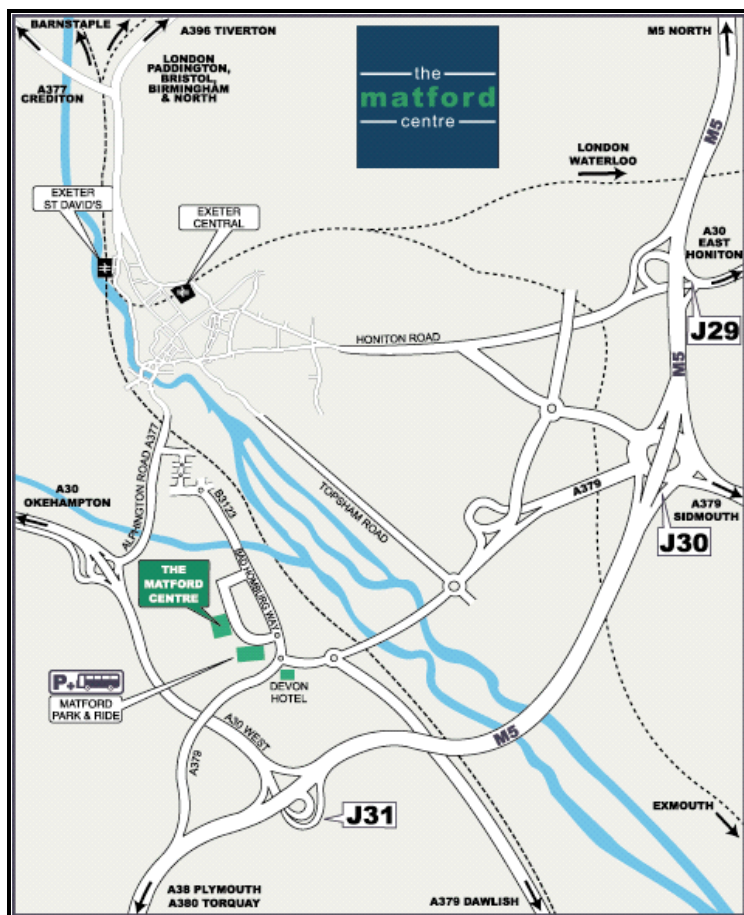 BARNSTAPLE
A396 TIVERTON
M5 NORTH
A377
CREDITON
LONDON
PADDINGTON,
BRISTOL,
BIRMINGHAM
& NORTH
the
matford
centre
M5
LONDON
WATERLOO
EXETER
ST DAVID'S
EXETER
CENTRAL
A30
EAST
HONITON
J29
HONITON ROAD
M5
A30
OKEHAMPTON
ALPHINGTON ROAD A377
B3123
TOPSHAM ROAD
A379
A379
SIDMOUTH
J30
THE
MATFORD
CENTRE
BAD HOMBURG WAY
P+
MATFORD
PARK & RIDE
DEVON
HOTEL
A30 WEST
A379
M5
J31
EXMOUTH
A38 PLYMOUTH
A380 TORQUAY
A379 DAWLISH